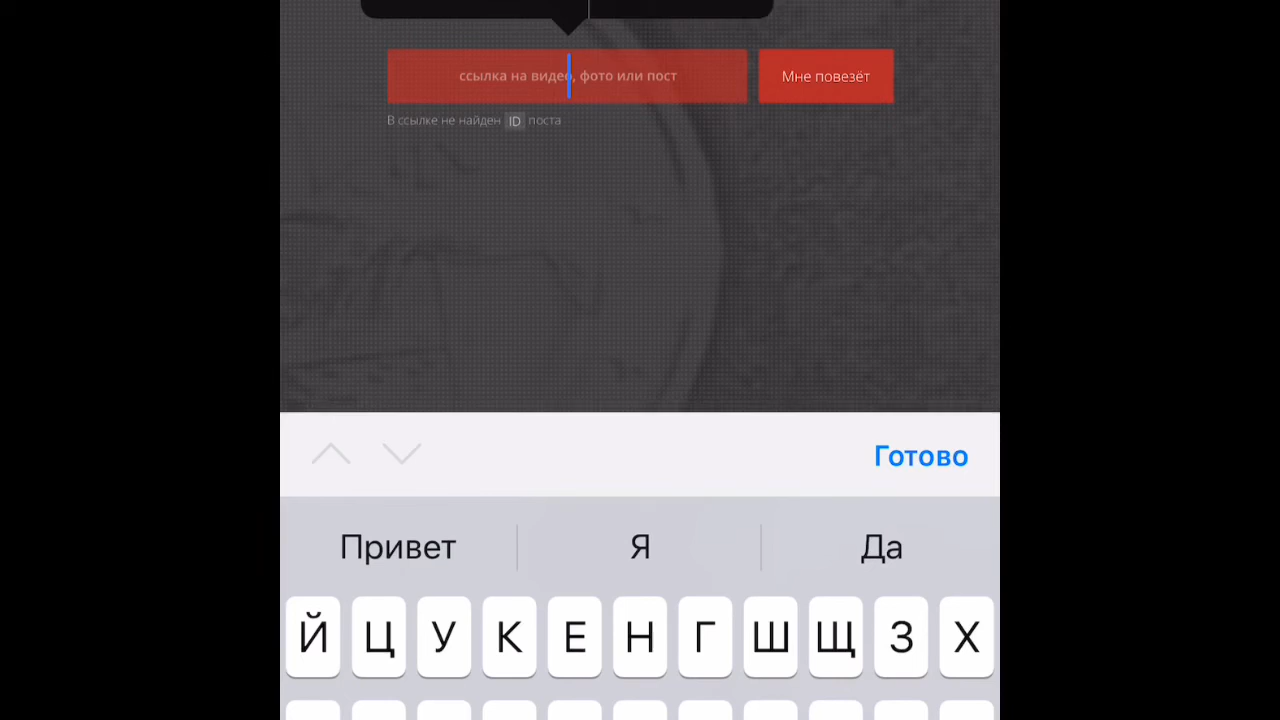 ссылка на видео, фото или пост
Мне повезёт
В ссылке не найден ID поста
Готово
Привет Я Да
Й Ц У К Е Н Г Ш Щ З Х